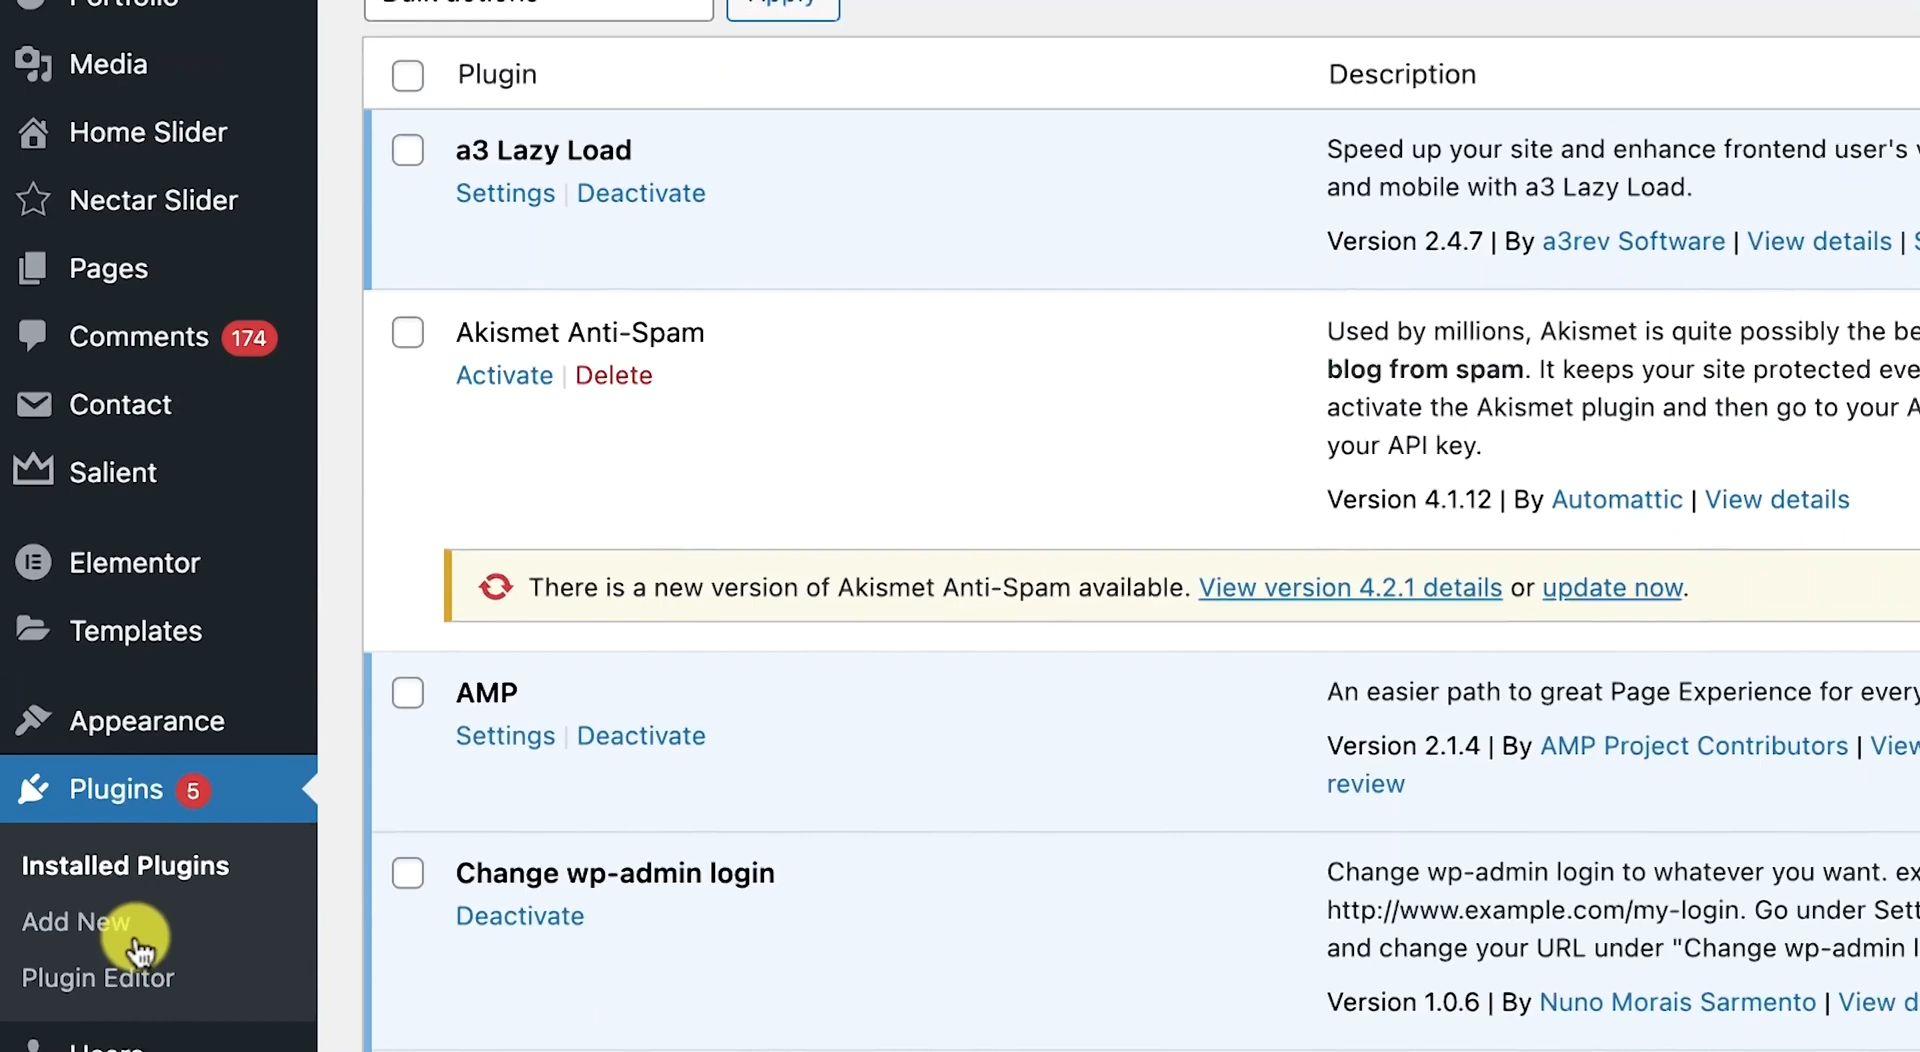 Media
Home Slider
Nectar Slider
Pages
Comments 174
Contact
Salient
Elementor
Templates
Appearance
Plugins 5
Installed Plugins
Add New
Plugin Editor
Plugin Description
a3 Lazy Load
Settings | Deactivate
Speed up your site and enhance frontend user's
and mobile with a3 Lazy Load.
Version 2.4.7 | By a3rev Software | View details |
Akismet Anti-Spam
Activate | Delete
Used by millions, Akismet is quite possibly the be
blog from spam. It keeps your site protected eve
activate the Akismet plugin and then go to your A
your API key.
Version 4.1.12 | By Automattic | View details
There is a new version of Akismet Anti-Spam available. View version 4.2.1 details or update now.
AMP
Settings | Deactivate
An easier path to great Page Experience for every
Version 2.1.4 | By AMP Project Contributors | View
review
Change wp-admin login
Deactivate
Change wp-admin login to whatever you want. ex
http://www.example.com/my-login. Go under Sett
and change your URL under "Change wp-admin l
Version 1.0.6 | By Nuno Morais Sarmento | View d